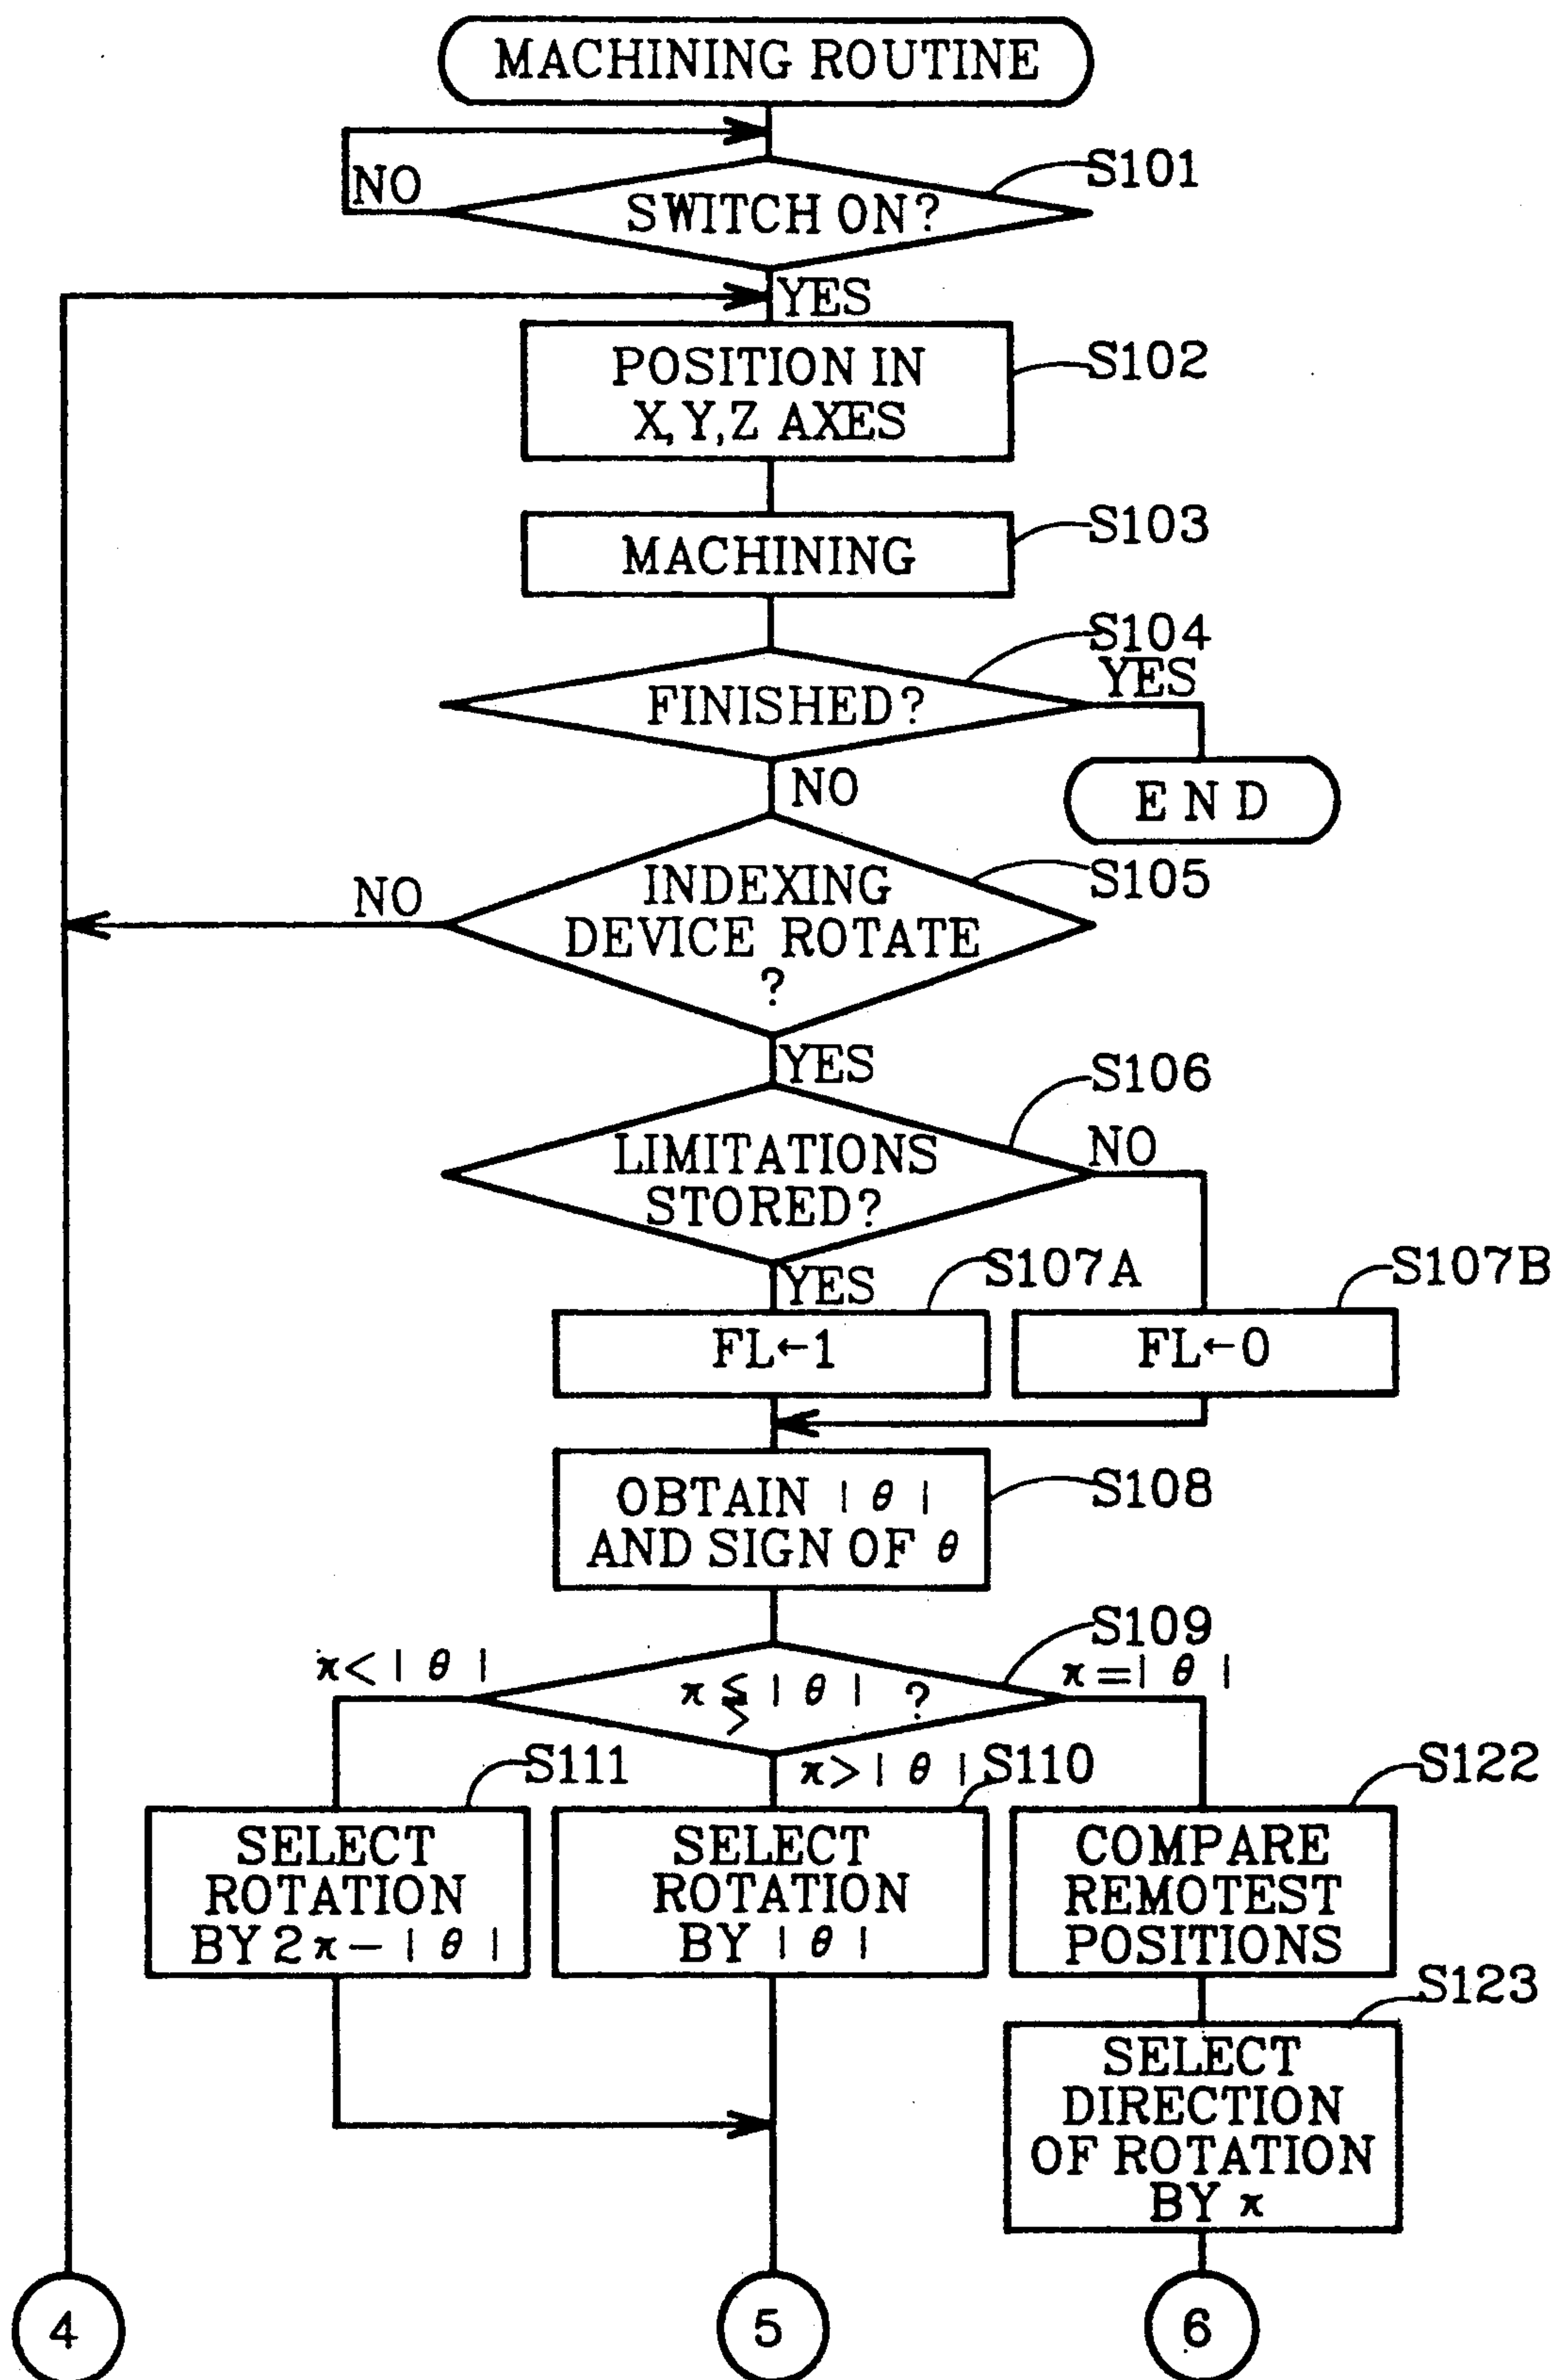 MACHINING ROUTINE
S101
NO
SWITCH ON?
YES
S102
POSITION IN
X,Y,Z AXES
S103
MACHINING
S104
YES
FINISHED?
NO
END
S105
NO
INDEXING
DEVICE ROTATE
?
YES
S106
NO
LIMITATIONS
STORED?
YES
S107A
S107B
FL←1
FL←0
S108
OBTAIN |θ|
AND SIGN OF θ
S109
π<|θ|
π⪋|θ| ?
π=|θ|
S111
π>|θ|
S110
S122
SELECT
ROTATION
BY 2π-|θ|
SELECT
ROTATION
BY |θ|
COMPARE
REMOTEST
POSITIONS
S123
SELECT
DIRECTION
OF ROTATION
BY π
4
5
6